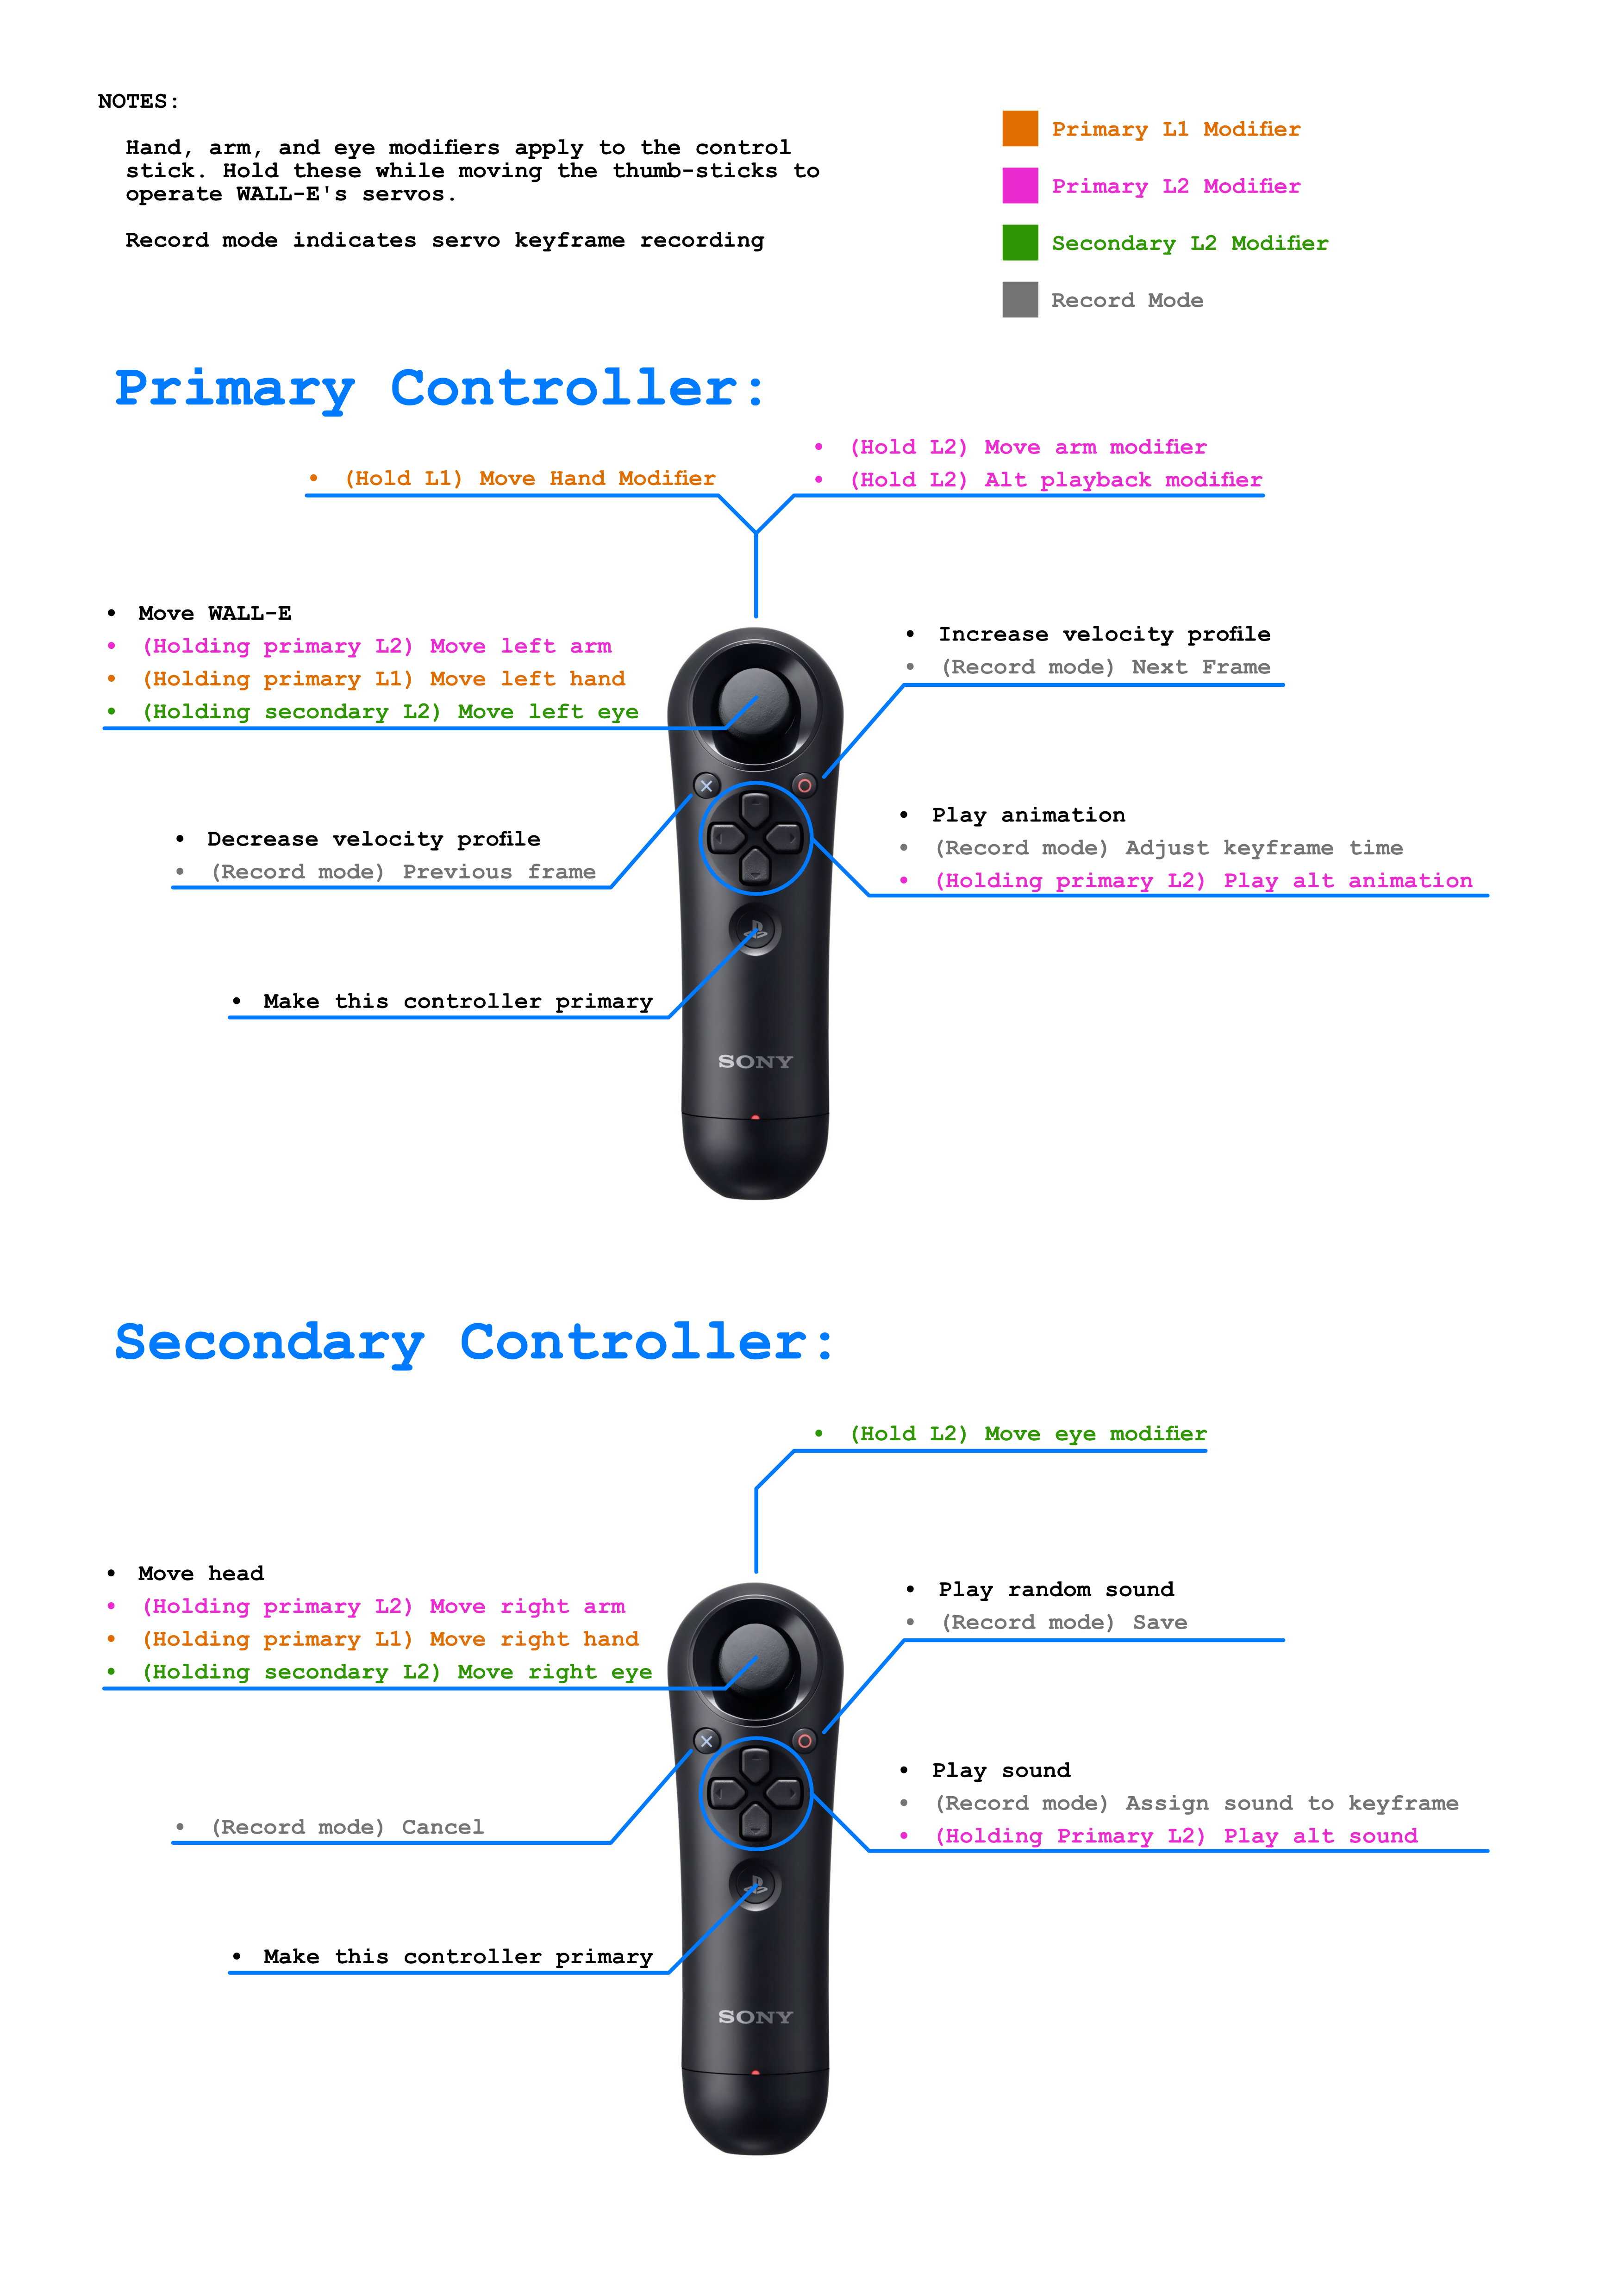 NOTES:
Hand, arm, and eye modifiers apply to the control
stick. Hold these while moving the thumb-sticks to
operate WALL-E's servos.
Record mode indicates servo keyframe recording
Primary L1 Modifier
Primary L2 Modifier
Secondary L2 Modifier
Record Mode
Primary Controller:
• (Hold L1) Move Hand Modifier
• (Hold L2) Move arm modifier
• (Hold L2) Alt playback modifier
• Move WALL-E
• (Holding primary L2) Move left arm
• (Holding primary L1) Move left hand
• (Holding secondary L2) Move left eye
• Increase velocity profile
• (Record mode) Next Frame
• Decrease velocity profile
• (Record mode) Previous frame
• Play animation
• (Record mode) Adjust keyframe time
• (Holding primary L2) Play alt animation
• Make this controller primary
SONY
Secondary Controller:
• (Hold L2) Move eye modifier
• Move head
• (Holding primary L2) Move right arm
• (Holding primary L1) Move right hand
• (Holding secondary L2) Move right eye
• Play random sound
• (Record mode) Save
• (Record mode) Cancel
• Play sound
• (Record mode) Assign sound to keyframe
• (Holding Primary L2) Play alt sound
• Make this controller primary
SONY